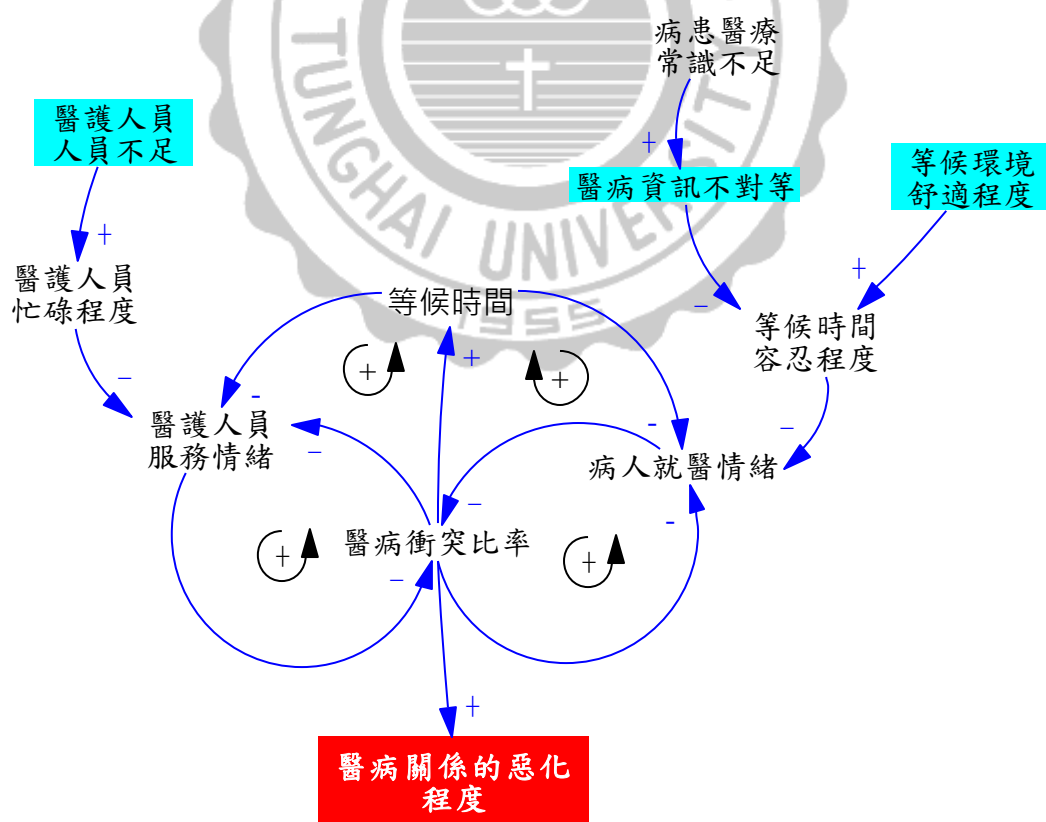 病患醫療
常識不足
TUNGHAI UNIVERSITY
1955
醫護人員
人員不足
+
醫病資訊不對等
等候環境
舒適程度
+
+
醫護人員
忙碌程度
等候時間
–
等候時間
容忍程度
+
+
+
–
-
-
–
醫護人員
服務情緒
–
病人就醫情緒
–
-
醫病衝突比率
+
+
–
+
醫病關係的惡化
程度